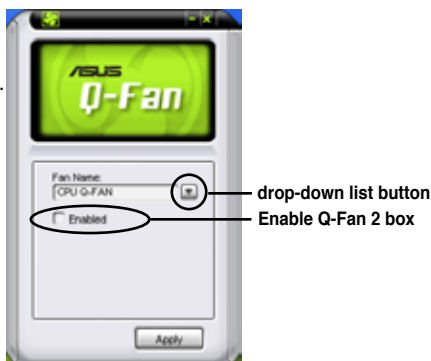 ASUS
Q-Fan
Fan Name:
CPU Q-FAN
drop-down list button
Enabled
Enable Q-Fan 2 box
Apply